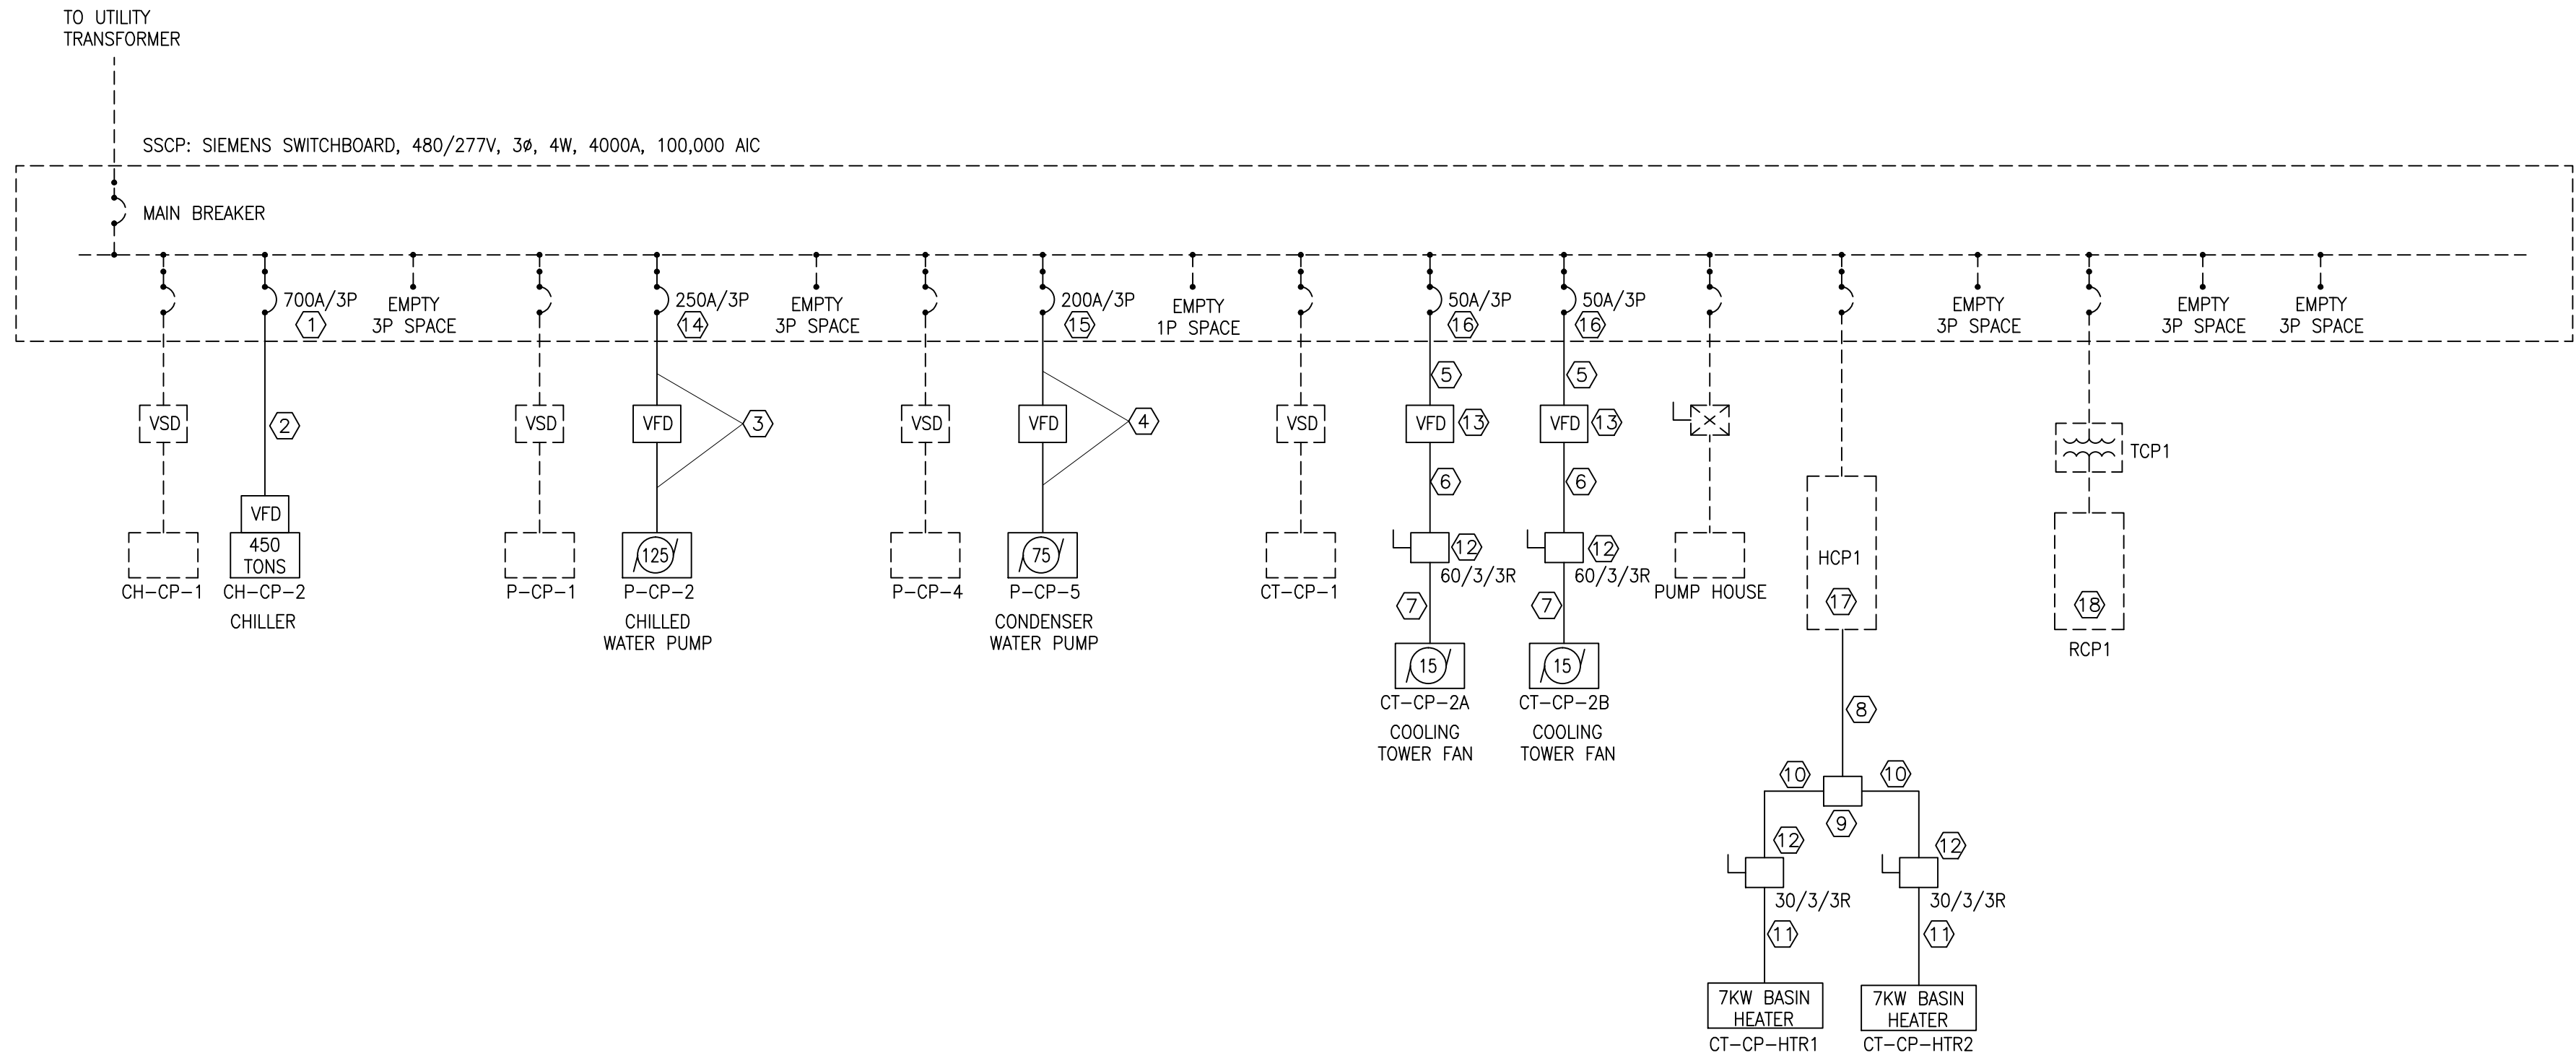 TO UTILITY
TRANSFORMER
SSCP: SIEMENS SWITCHBOARD, 480/277V, 3ø, 4W, 4000A, 100,000 AIC
MAIN BREAKER
700A/3P
1
EMPTY
3P SPACE
250A/3P
14
EMPTY
3P SPACE
200A/3P
15
EMPTY
1P SPACE
50A/3P
16
50A/3P
16
EMPTY
3P SPACE
EMPTY
3P SPACE
EMPTY
3P SPACE
VSD
CH-CP-1
2
VFD
450
TONS
CH-CP-2
CHILLER
VSD
P-CP-1
VFD
3
125
P-CP-2
CHILLED
WATER PUMP
VSD
P-CP-4
VFD
4
75
P-CP-5
CONDENSER
WATER PUMP
VSD
CT-CP-1
5
VFD
13
6
12
60/3/3R
7
15
CT-CP-2A
COOLING
TOWER FAN
5
VFD
13
6
12
60/3/3R
7
15
CT-CP-2B
COOLING
TOWER FAN
PUMP HOUSE
HCP1
17
8
10
10
9
12
30/3/3R
11
7KW BASIN
HEATER
CT-CP-HTR1
12
30/3/3R
11
7KW BASIN
HEATER
CT-CP-HTR2
TCP1
18
RCP1